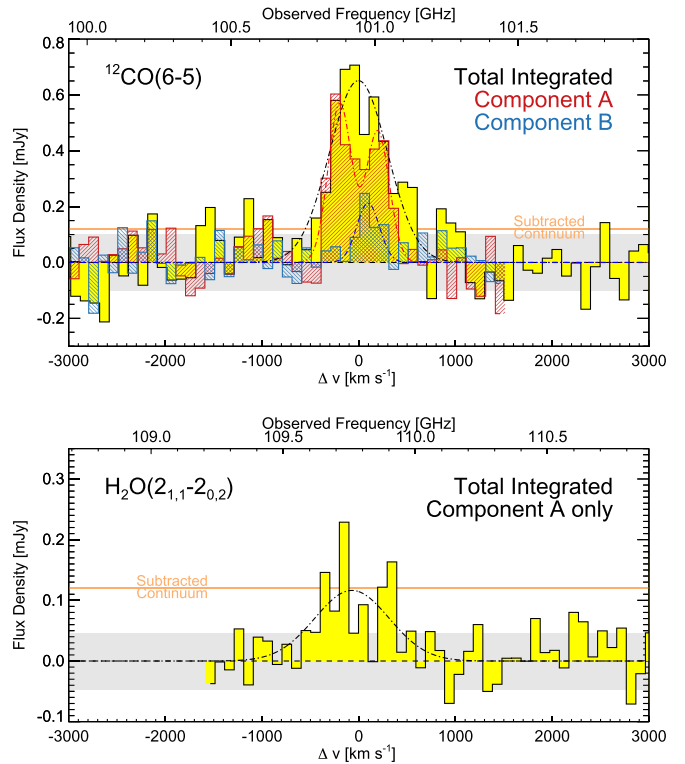 Observed Frequency [GHz]
100.0 100.5 101.0 101.5
0.8
¹²CO(6-5)
Total Integrated
Component A
Component B
0.6
0.4
0.2
0.0
-0.2
Flux Density [mJy]
Subtracted
Continuum
-3000 -2000 -1000 0 1000 2000 3000
Δ v [km s⁻¹]
Observed Frequency [GHz]
109.0 109.5 110.0 110.5
H₂O(2₁,₁-2₀,₂)
Total Integrated
Component A only
0.3
0.2
0.1
0.0
-0.1
Flux Density [mJy]
Subtracted
Continuum
-3000 -2000 -1000 0 1000 2000 3000
Δ v [km s⁻¹]